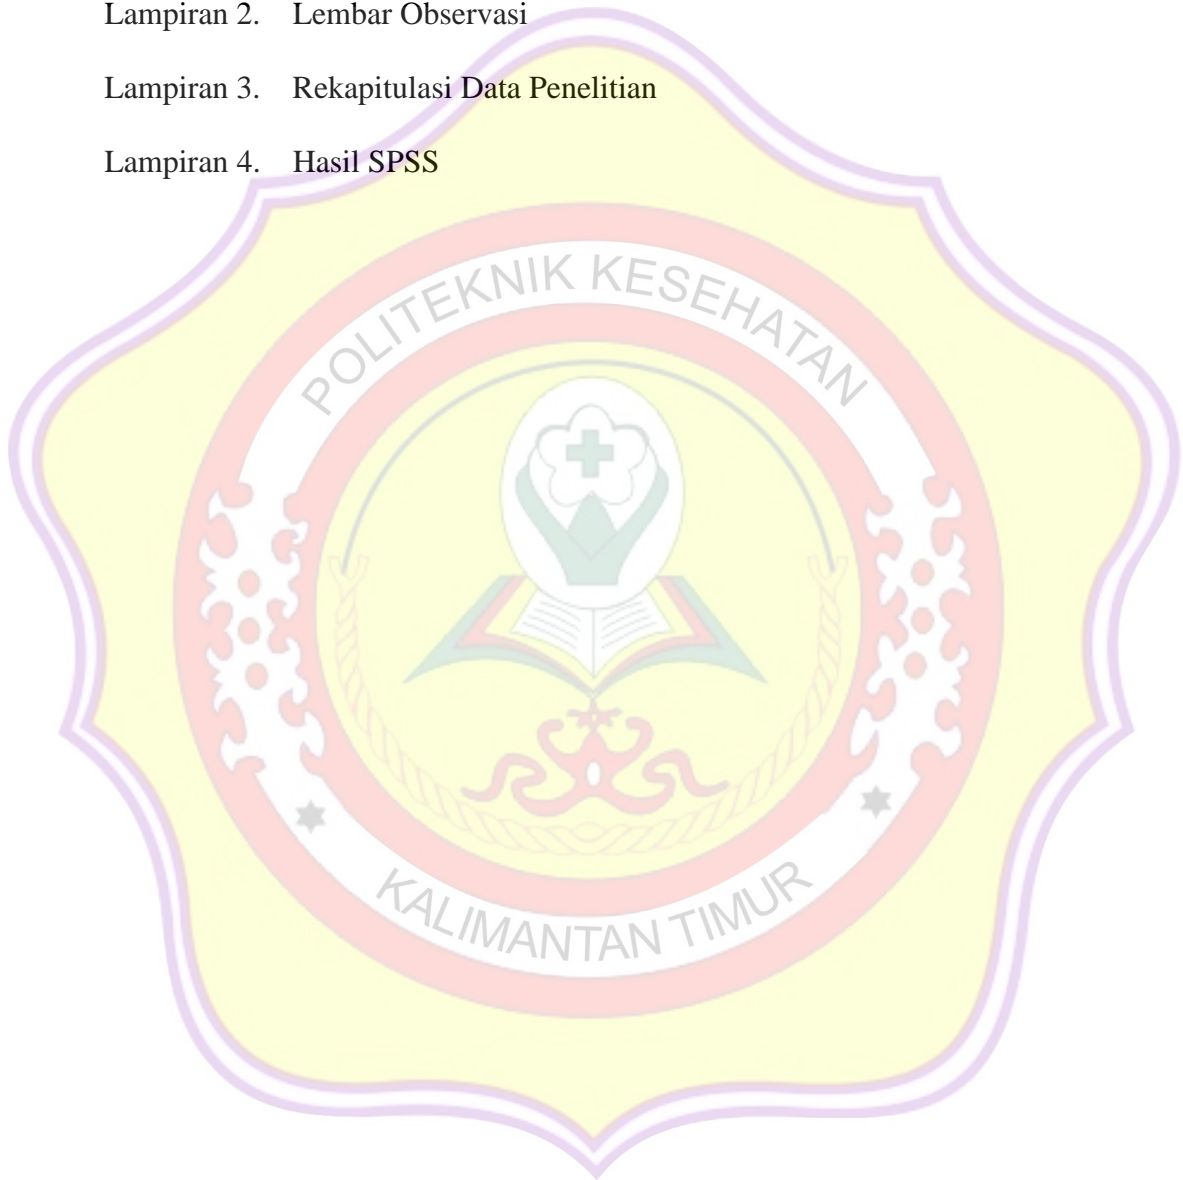 Lampiran 2. Lembar Observasi
Lampiran 3. Rekapitulasi Data Penelitian
Lampiran 4. Hasil SPSS
POLITEKNIK KESEHATAN
KALIMANTAN TIMUR